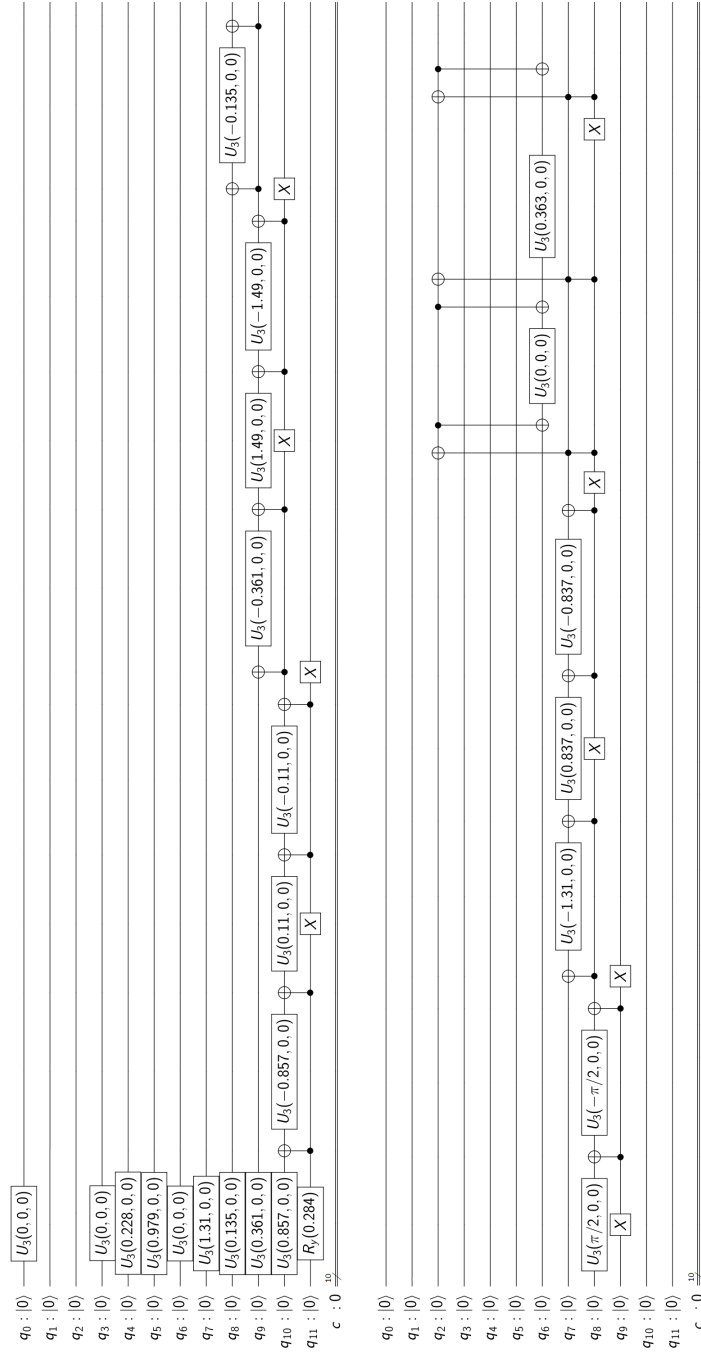 q₀ : |0⟩ U₃(0, 0, 0)
q₁ : |0⟩
q₂ : |0⟩
q₃ : |0⟩ U₃(0, 0, 0)
q₄ : |0⟩ U₃(0.228, 0, 0)
q₅ : |0⟩ U₃(0.979, 0, 0)
q₆ : |0⟩ U₃(0, 0, 0)
q₇ : |0⟩ U₃(1.31, 0, 0)
q₈ : |0⟩ U₃(0.135, 0, 0) U₃(−0.135, 0, 0)
q₉ : |0⟩ U₃(0.361, 0, 0) U₃(−0.361, 0, 0) U₃(1.49, 0, 0) U₃(−1.49, 0, 0)
q₁₀ : |0⟩ U₃(0.857, 0, 0) U₃(−0.857, 0, 0) U₃(0.11, 0, 0) U₃(−0.11, 0, 0) X X
q₁₁ : |0⟩ R_y(0.284) X X
c : 0 10
q₀ : |0⟩
q₁ : |0⟩
q₂ : |0⟩
q₃ : |0⟩
q₄ : |0⟩
q₅ : |0⟩
q₆ : |0⟩ U₃(0, 0, 0) U₃(0.363, 0, 0)
q₇ : |0⟩ U₃(−1.31, 0, 0) U₃(0.837, 0, 0) U₃(−0.837, 0, 0)
q₈ : |0⟩ U₃(π/2, 0, 0) U₃(−π/2, 0, 0) X X X
q₉ : |0⟩ X X
q₁₀ : |0⟩
q₁₁ : |0⟩
c : 0 10